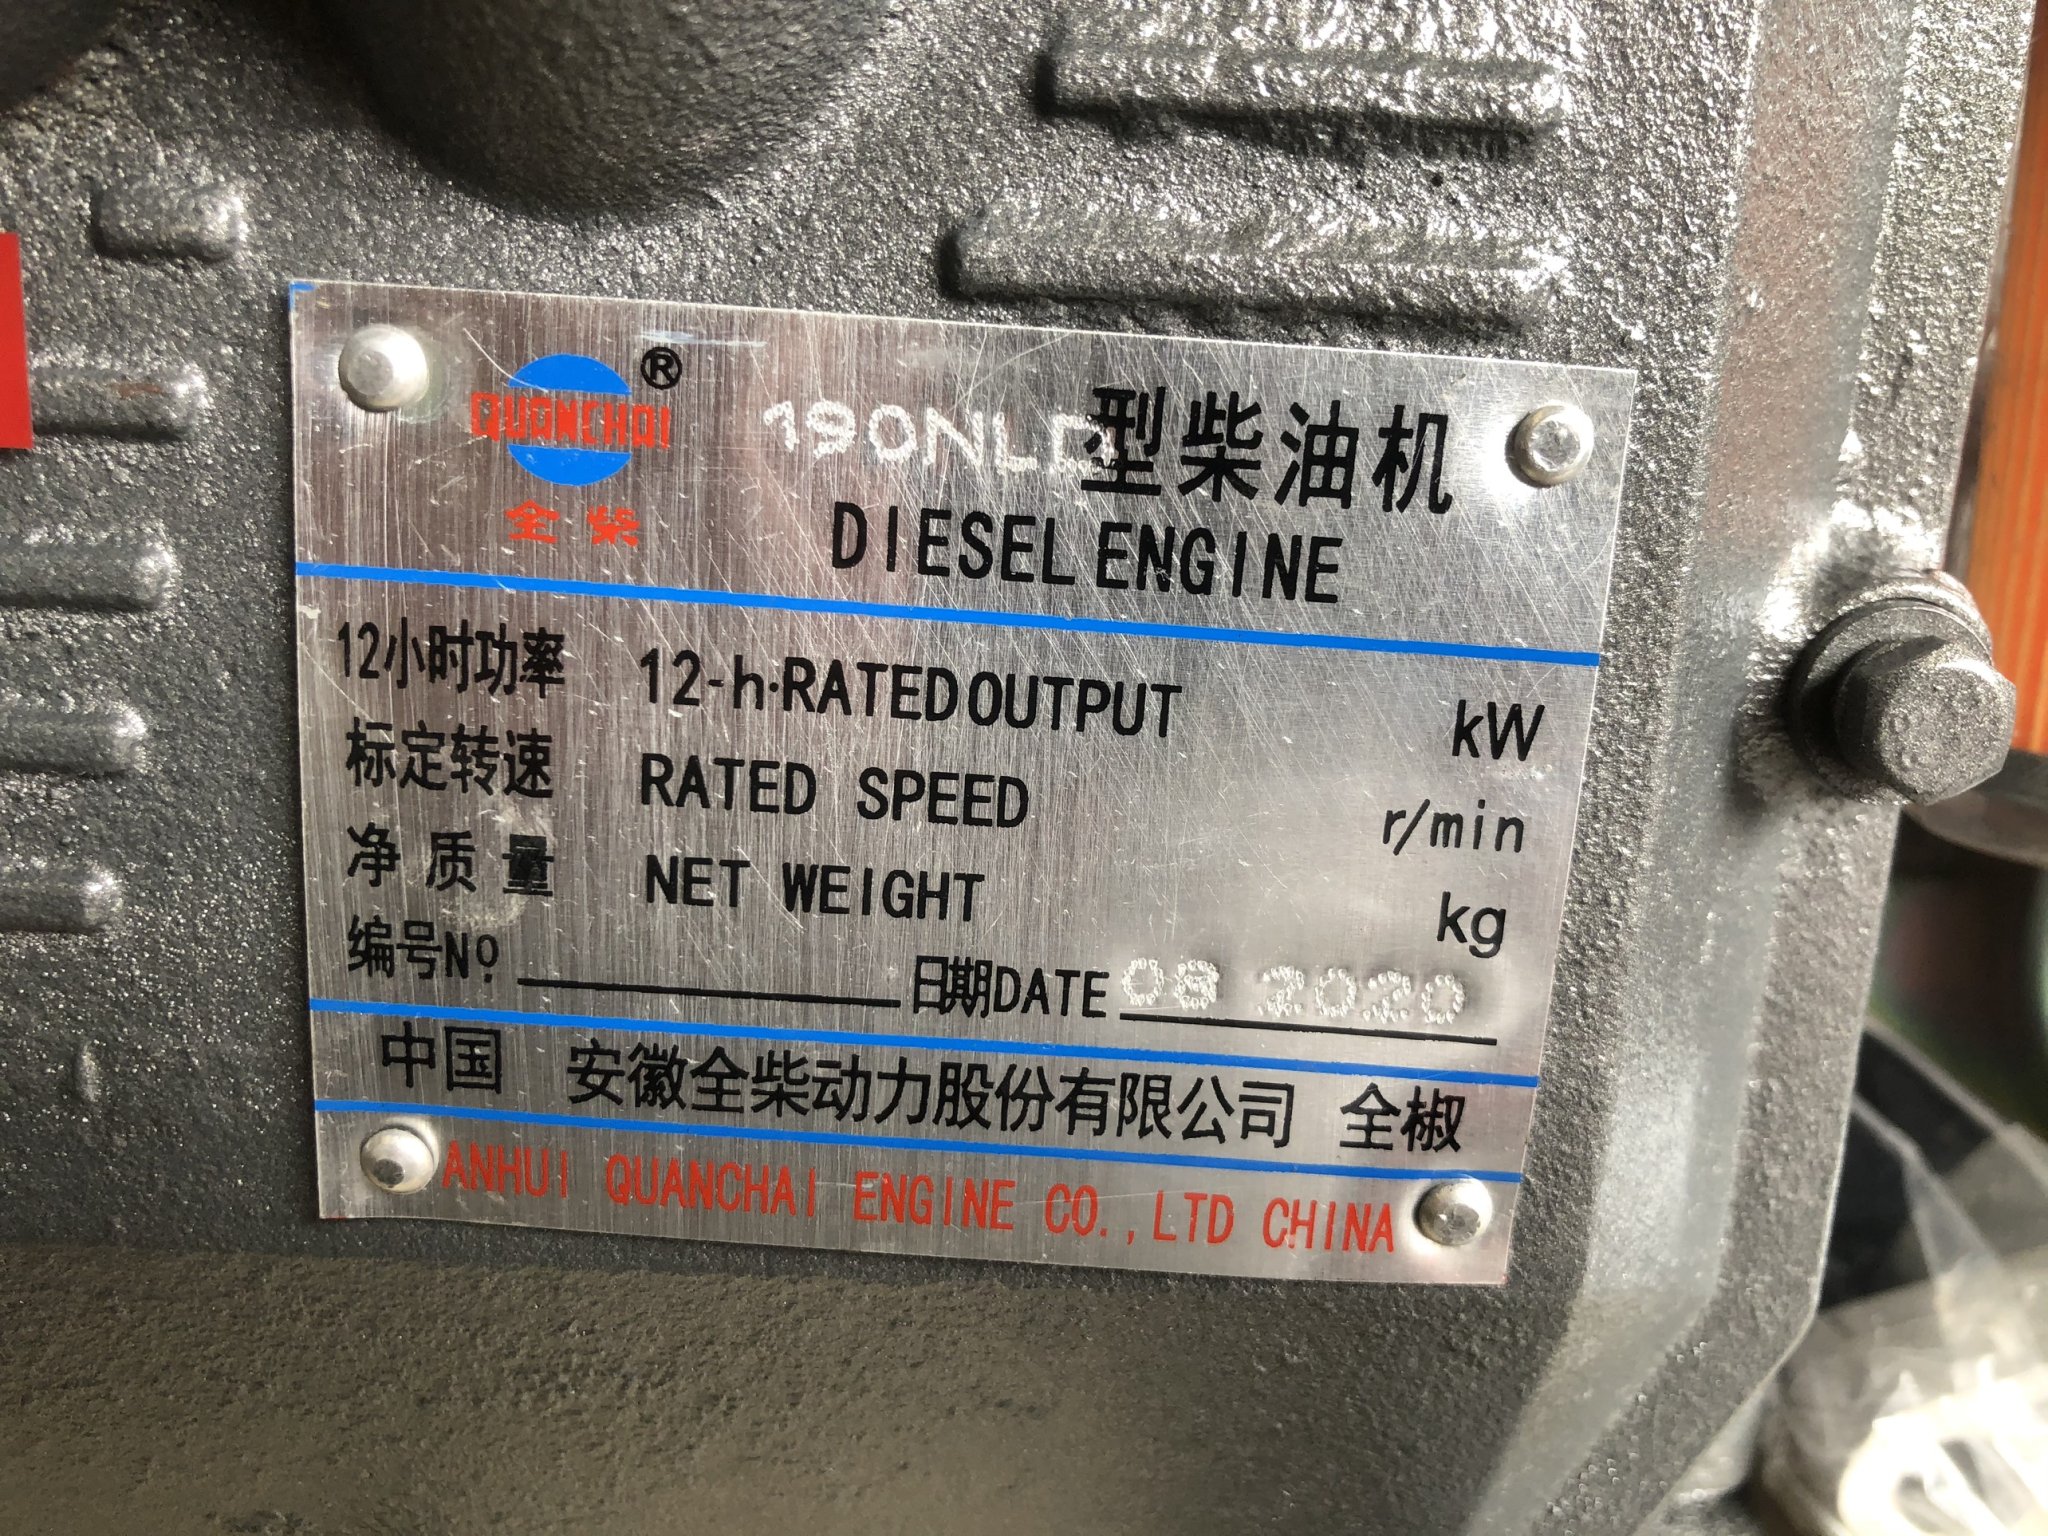 QUANCHAI ®
全柴
190NLD型柴油机
DIESEL ENGINE
12小时功率 12-h·RATED OUTPUT kW
标定转速 RATED SPEED r/min
净质量 NET WEIGHT kg
编号No. 日期DATE 08 2020
中国 安徽全柴动力股份有限公司 全椒
ANHUI QUANCHAI ENGINE CO.,LTD CHINA